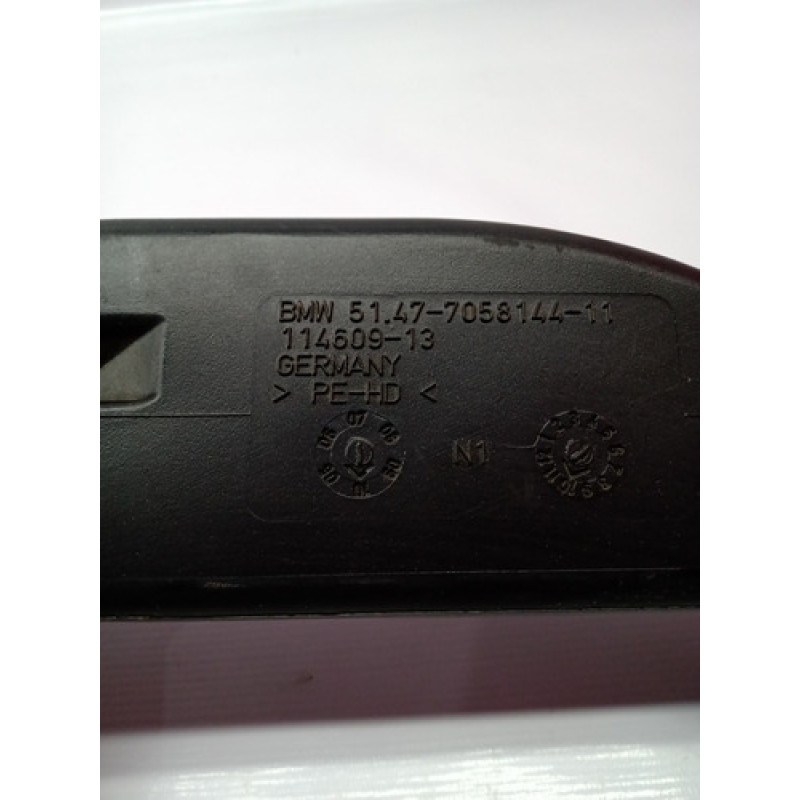 BMW 51.47-7058144-11
114609-13
GERMANY
> PE-HD <
N1